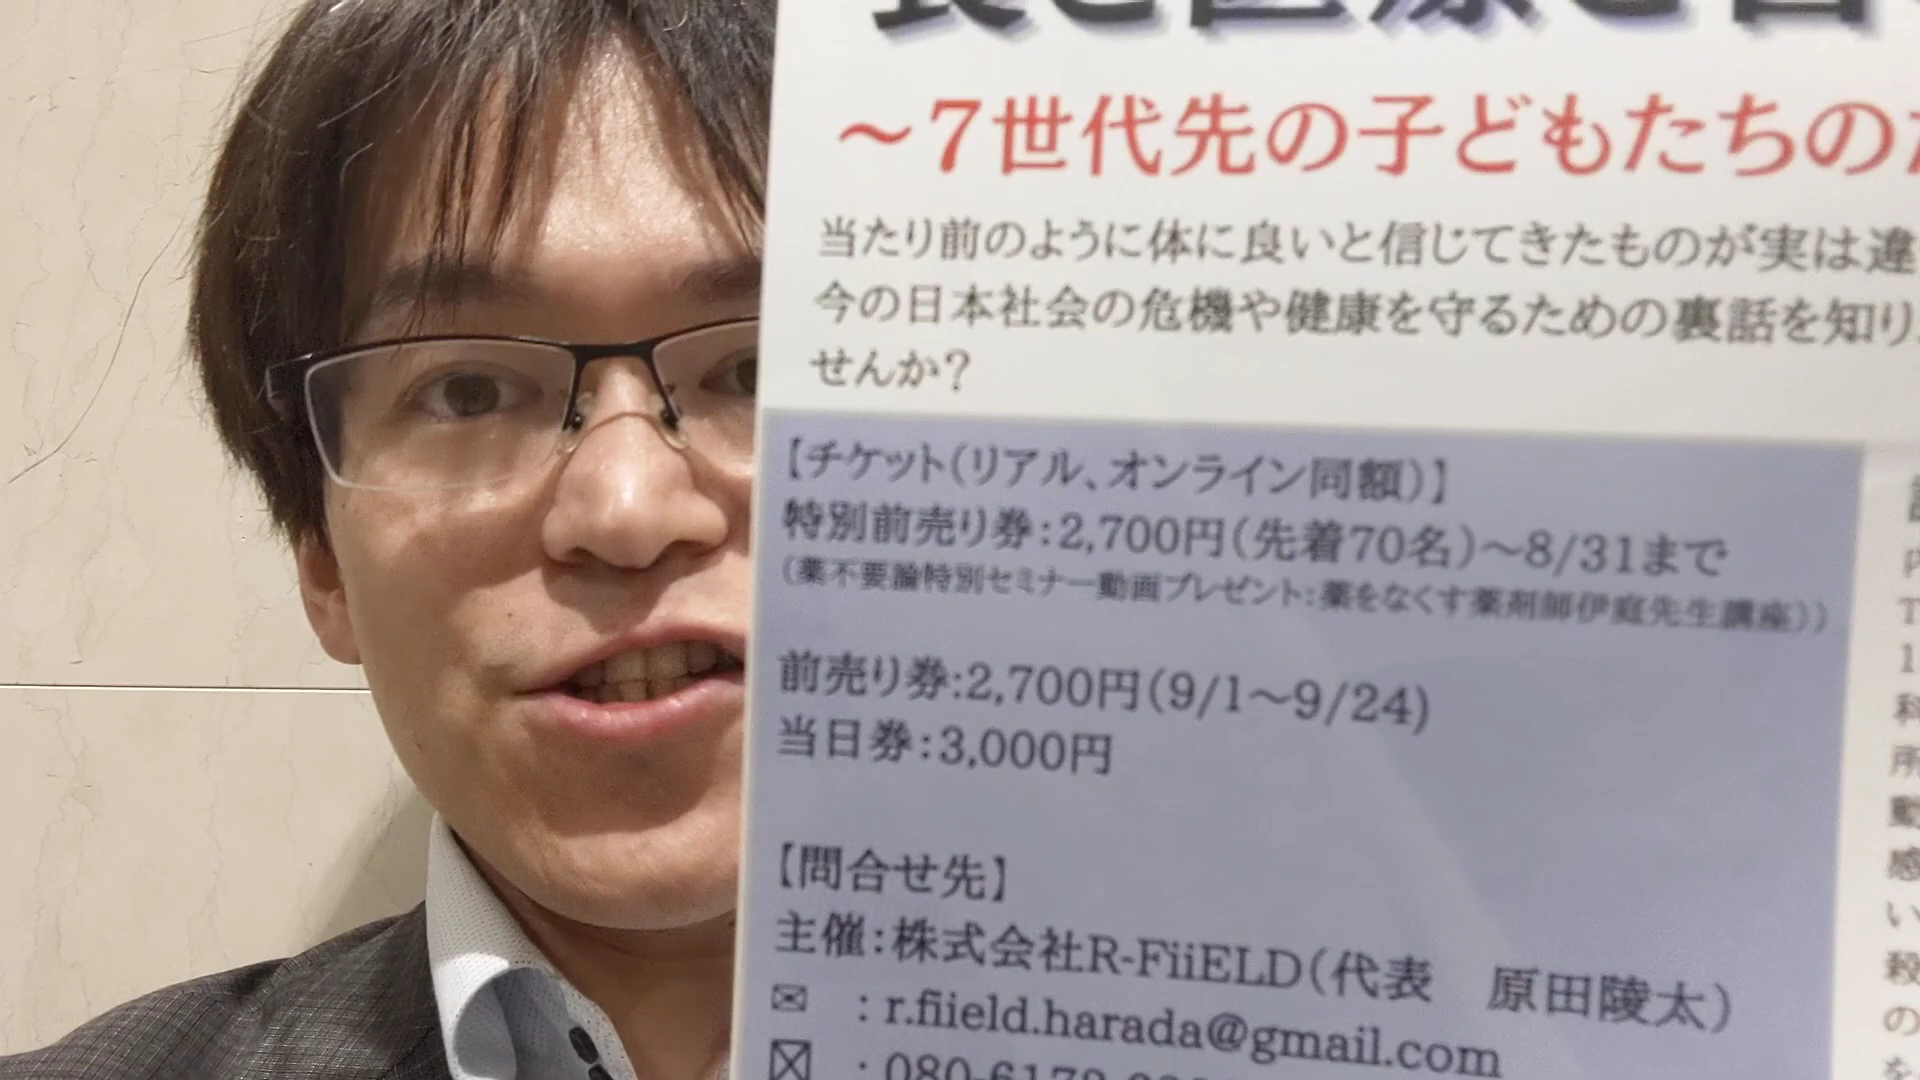 食と医療と
～7世代先の子どもたちの
当たり前のように体に良いと信じてきたものが実は違
今の日本社会の危機や健康を守るための裏話を知り
せんか?
【チケット(リアル、オンライン同額)】
特別前売り券:2,700円(先着70名)～8/31まで
(薬不要論特別セミナー動画プレゼント:薬をなくす薬剤師伊庭先生講座))
前売り券:2,700円(9/1～9/24)
当日券:3,000円
【問合せ先】
主催:株式会社R-FiiELD(代表 原田陵太)
✉ : r.fiield.harada@gmail.com
: 080-6179-